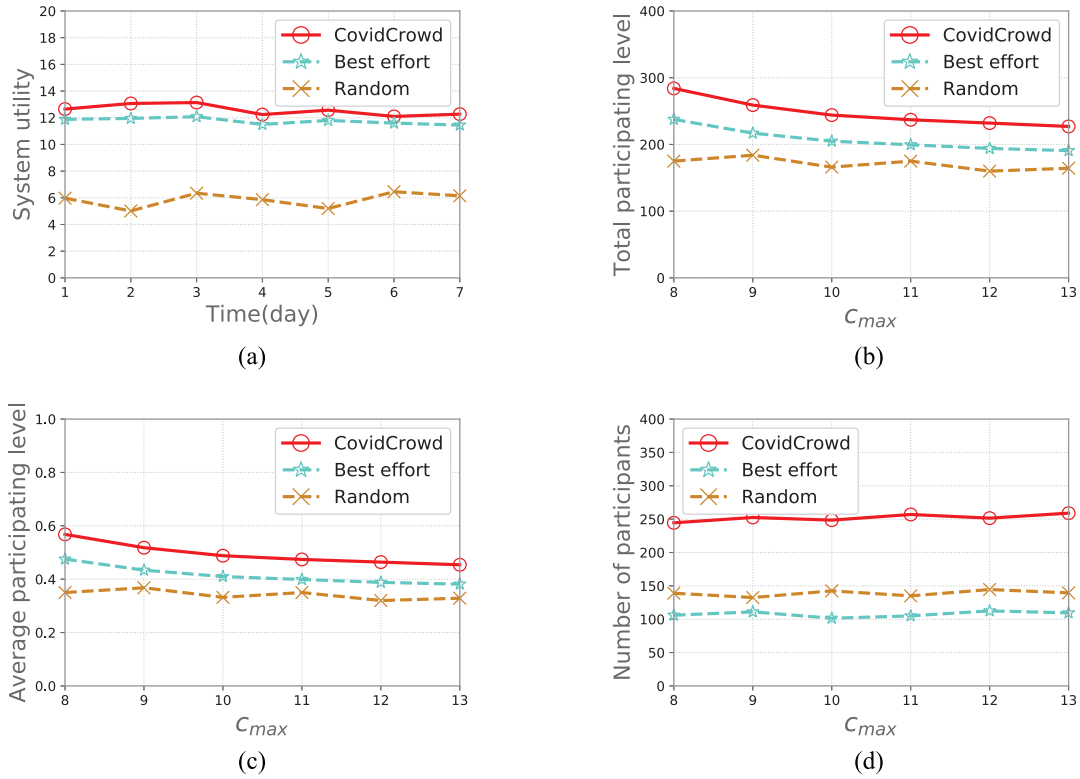 20
18
16
14
12
10
8
6
4
2
0
System utility
CovidCrowd
Best effort
Random
1 2 3 4 5 6 7
Time(day)
(a)
400
300
200
100
0
Total participating level
CovidCrowd
Best effort
Random
8 9 10 11 12 13
c_max
(b)
1.0
0.8
0.6
0.4
0.2
0.0
Average participating level
CovidCrowd
Best effort
Random
8 9 10 11 12 13
c_max
(c)
400
350
300
250
200
150
100
50
0
Number of participants
CovidCrowd
Best effort
Random
8 9 10 11 12 13
c_max
(d)